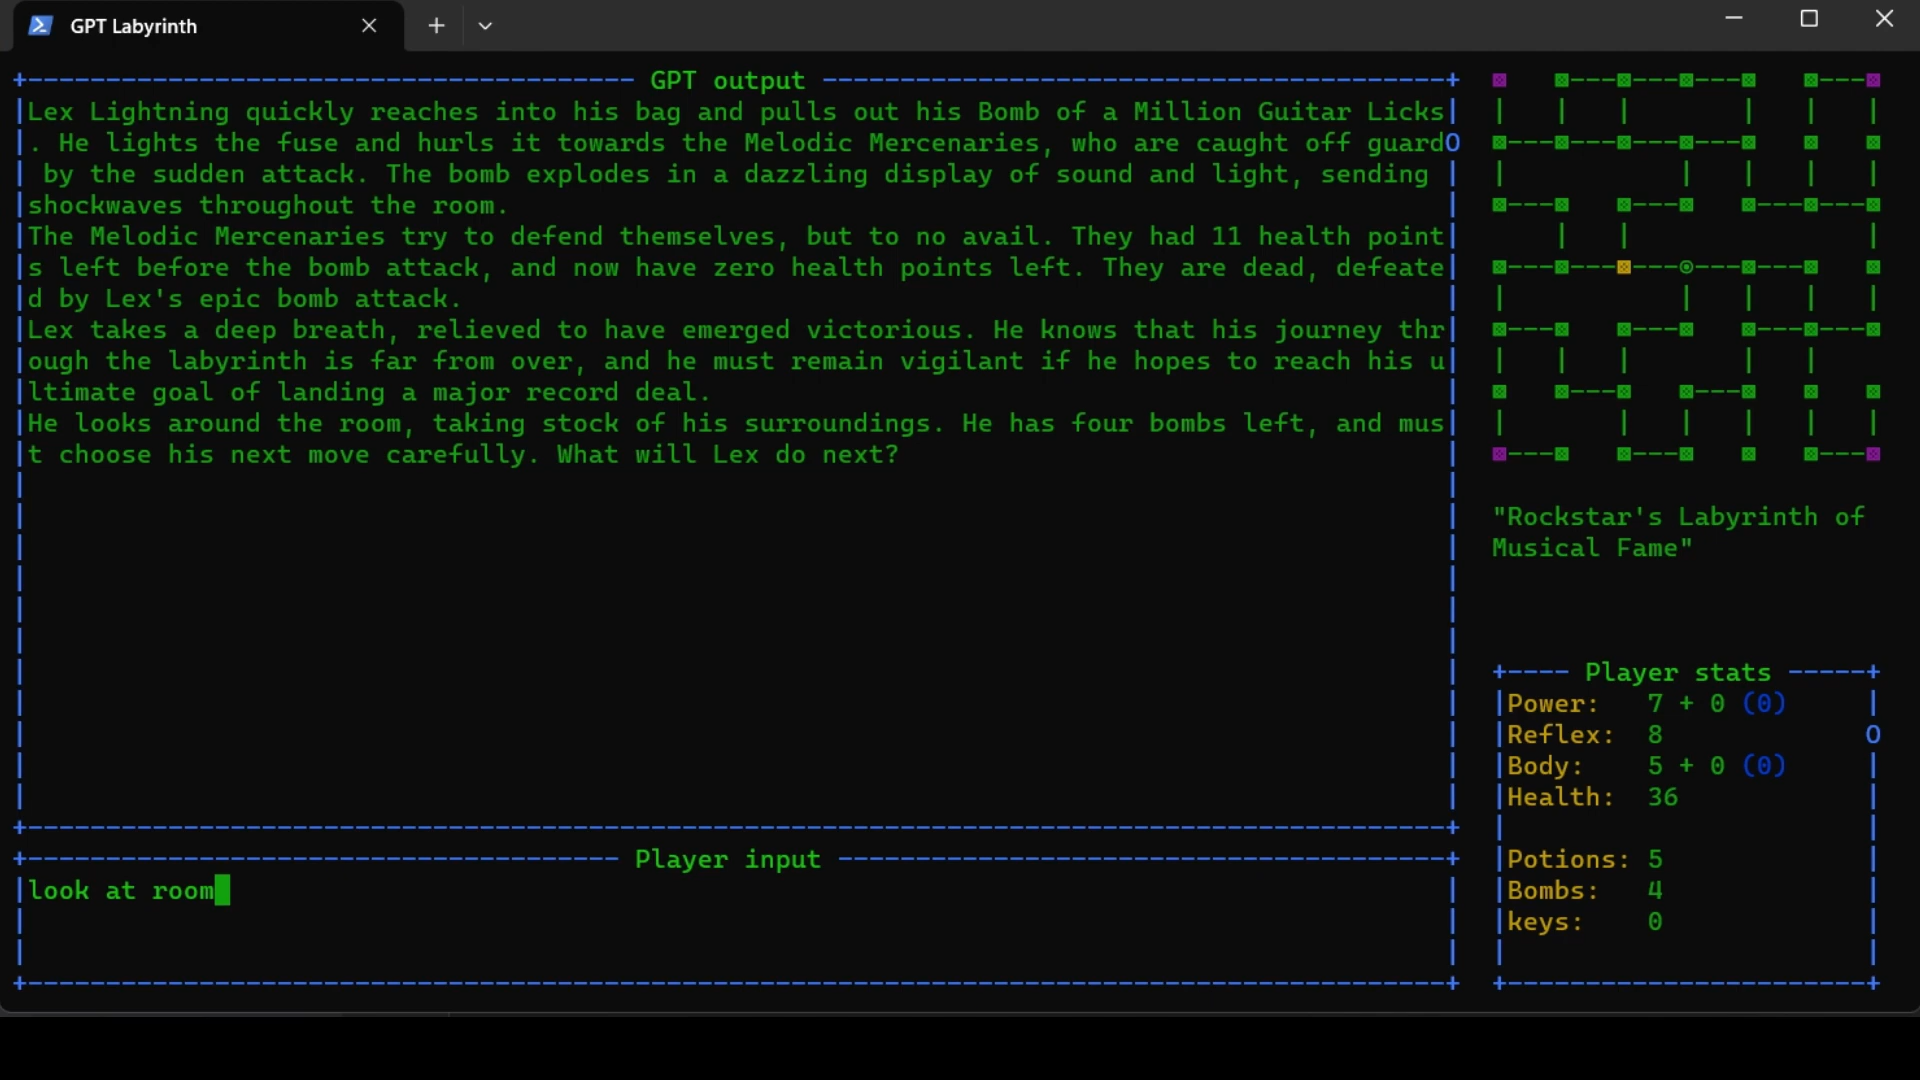 GPT Labyrinth
GPT output
Lex Lightning quickly reaches into his bag and pulls out his Bomb of a Million Guitar Licks
. He lights the fuse and hurls it towards the Melodic Mercenaries, who are caught off guard
by the sudden attack. The bomb explodes in a dazzling display of sound and light, sending
shockwaves throughout the room.
The Melodic Mercenaries try to defend themselves, but to no avail. They had 11 health point
s left before the bomb attack, and now have zero health points left. They are dead, defeate
d by Lex's epic bomb attack.
Lex takes a deep breath, relieved to have emerged victorious. He knows that his journey thr
ough the labyrinth is far from over, and he must remain vigilant if he hopes to reach his u
ltimate goal of landing a major record deal.
He looks around the room, taking stock of his surroundings. He has four bombs left, and mus
t choose his next move carefully. What will Lex do next?
Player input
look at room
"Rockstar's Labyrinth of
Musical Fame"
Player stats
Power: 7 + 0 (0)
Reflex: 8
Body: 5 + 0 (0)
Health: 36
Potions: 5
Bombs: 4
keys: 0